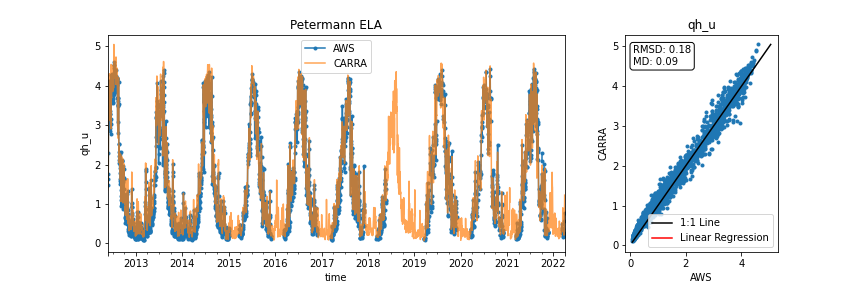 Petermann ELA
qh_u
AWS
CARRA
5
4
3
2
1
0
2013
2014
2015
2016
2017
2018
2019
2020
2021
2022
time
qh_u
qh_u
RMSD: 0.18
MD: 0.09
5
4
3
2
1
0
CARRA
1:1 Line
Linear Regression
0
2
4
AWS